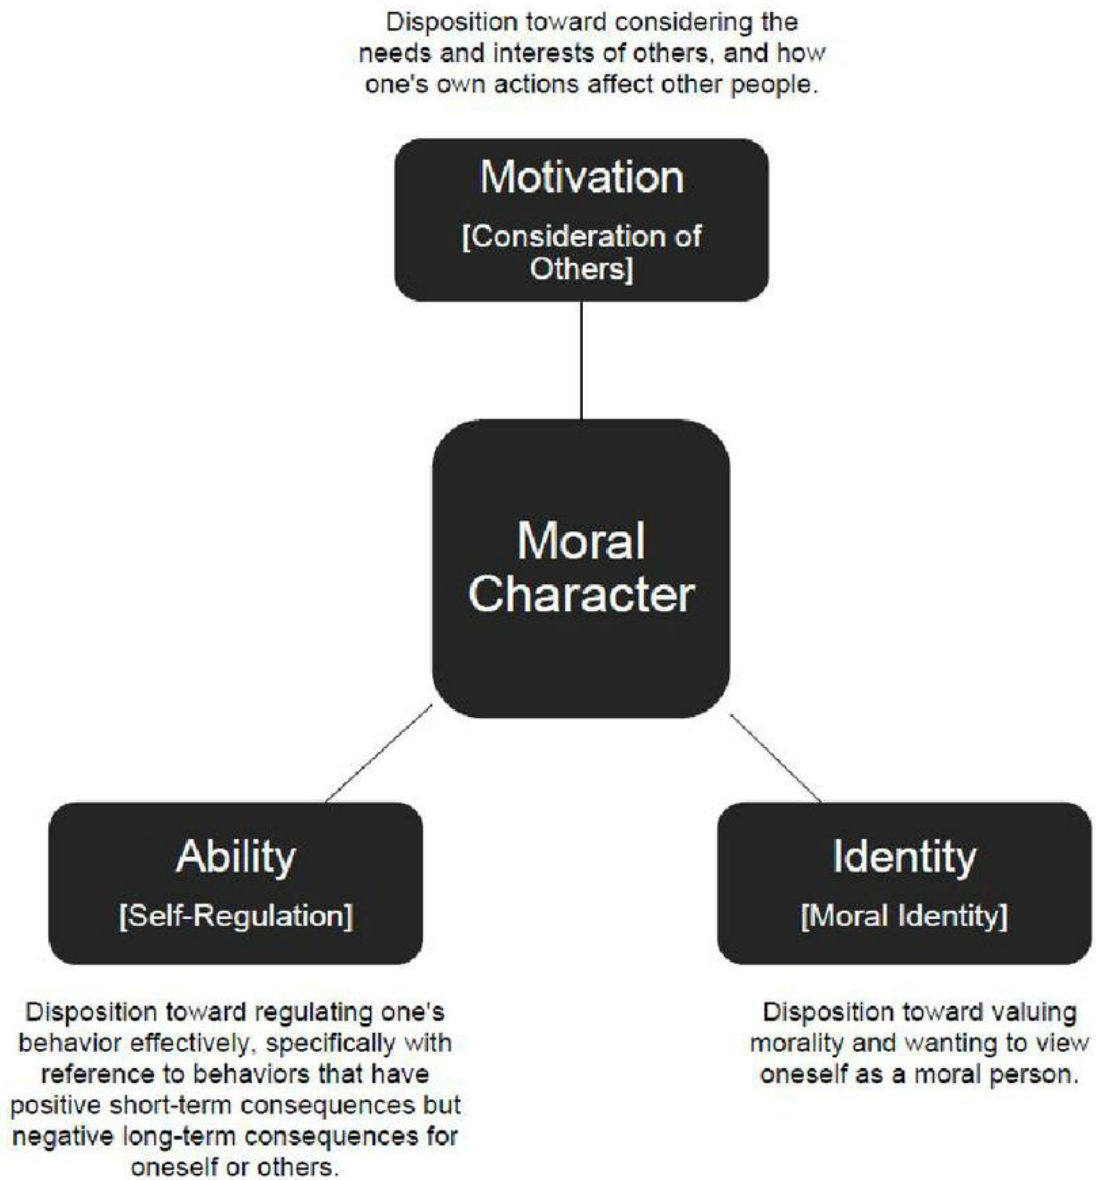 Disposition toward considering the
needs and interests of others, and how
one's own actions affect other people.
Motivation
[Consideration of
Others]
Moral
Character
Ability
[Self-Regulation]
Disposition toward regulating one's
behavior effectively, specifically with
reference to behaviors that have
positive short-term consequences but
negative long-term consequences for
oneself or others.
Identity
[Moral Identity]
Disposition toward valuing
morality and wanting to view
oneself as a moral person.